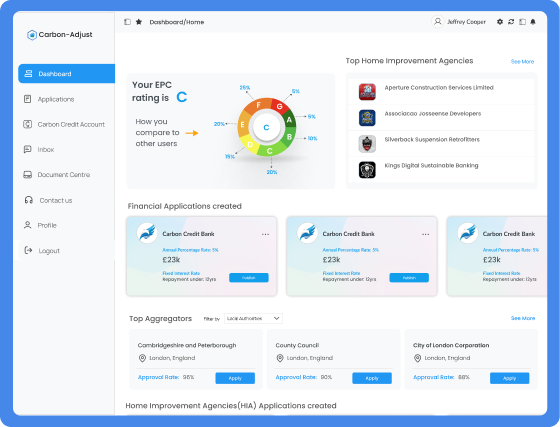 Carbon-Adjust
Dashboard
Applications
Carbon Credit Account
Inbox
Document Centre
Contact us
Profile
Logout
Dashboard/Home
Jeffrey Cooper
Your EPC
rating is C
How you
compare to
other users
25%
5%
5%
10%
30%
15%
20%
F
G
A
B
C
D
E
C
Top Home Improvement Agencies
See More
Aperture Construction Services Limited
Associacao Josseense Developers
Silverback Suspension Retrofitters
Kings Digital Sustainable Banking
Financial Applications created
Carbon Credit Bank
Annual Percentage Rate: 5%
£23k
Fixed Interest Rate
Repayment under: 12yrs
Publish
Carbon Credit Bank
Annual Percentage Rate: 5%
£23k
Fixed Interest Rate
Repayment under: 12yrs
Publish
Carbon Credit Bank
Annual Percentage Rate: 5%
£23k
Fixed Interest Rate
Repayment under: 12yrs
Top Aggregators
Filter by
Local Authorities
See More
Cambridgeshire and Peterborough
London, England
Approval Rate: 96%
Apply
County Council
London, England
Approval Rate: 90%
Apply
City of London Corporation
London, England
Approval Rate: 88%
Apply
Home Improvement Agencies(HIA) Applications created